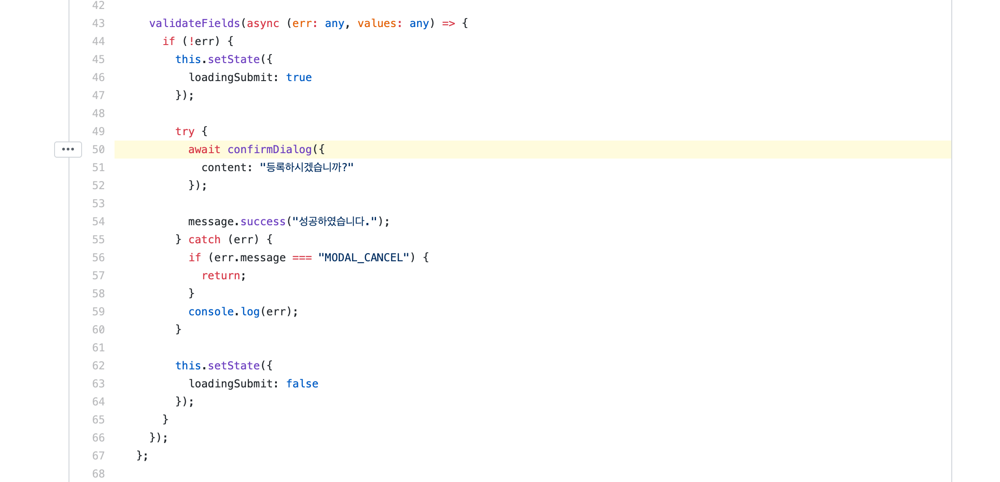 42
43 validateFields(async (err: any, values: any) => {
44 if (!err) {
45 this.setState({
46 loadingSubmit: true
47 });
48
49 try {
50 await confirmDialog({
51 content: "등록하시겠습니까?"
52 });
53
54 message.success("성공하였습니다.");
55 } catch (err) {
56 if (err.message === "MODAL_CANCEL") {
57 return;
58 }
59 console.log(err);
60 }
61
62 this.setState({
63 loadingSubmit: false
64 });
65 }
66 });
67 };
68